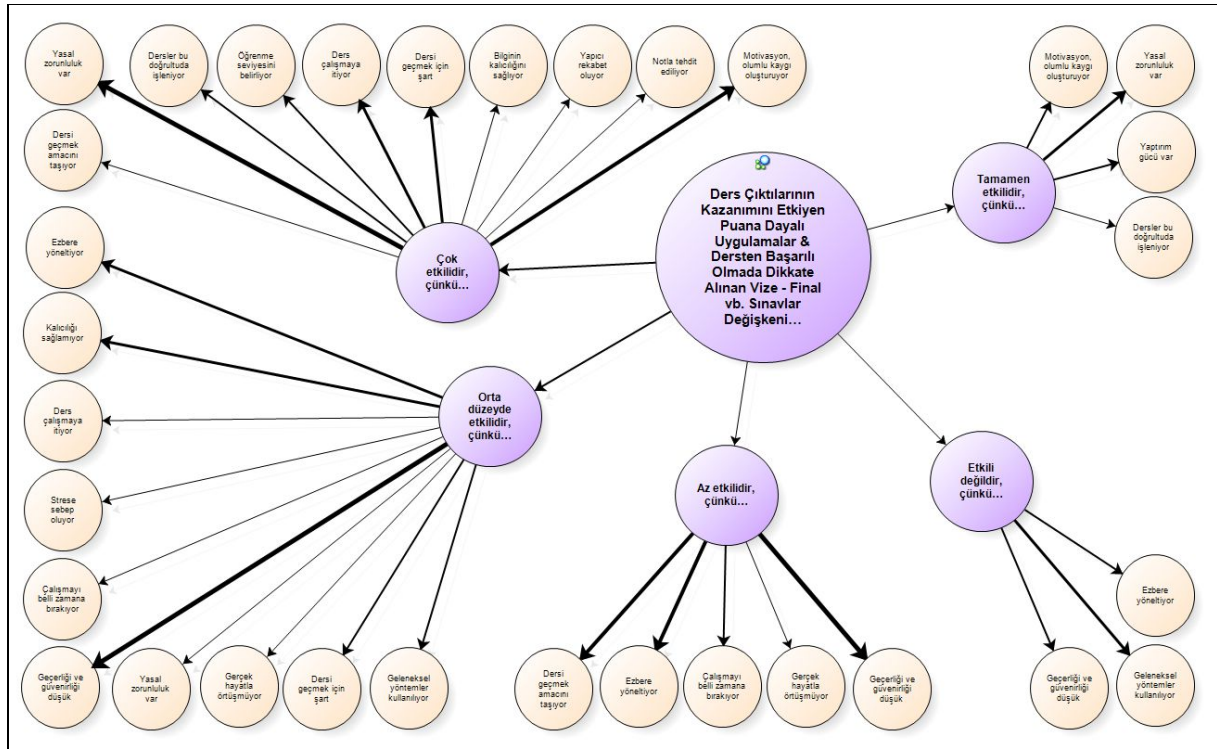 Yasal
zorunluluk
var
Dersler bu
doğrultuda
işleniyor
Öğrenme
seviyesini
belirliyor
Ders
çalışmaya
itiyor
Dersi
geçmek için
şart
Bilginin
kalıcılığını
sağlıyor
Yapıcı
rekabet
oluyor
Notla tehdit
ediliyor
Motivasyon,
olumlu kaygı
oluşturuyor
Motivasyon,
olumlu kaygı
oluşturuyor
Yasal
zorunluluk
var
Dersi
geçmek
amacını
taşıyor
Yaptırım
gücü var
Tamamen
etkilidir,
çünkü...
Dersler bu
doğrultuda
işleniyor
Ders Çıktılarının
Kazanımını Etkiyen
Puana Dayalı
Uygulamalar &
Dersten Başarılı
Olmada Dikkate
Alınan Vize - Final
vb. Sınavlar
Değişkeni...
Çok
etkilidir,
çünkü...
Ezbere
yöneltiyor
Kalıcılığı
sağlamıyor
Ders
çalışmaya
itiyor
Strese
sebep
oluyor
Çalışmayı
belli zamana
bırakıyor
Orta
düzeyde
etkilidir,
çünkü...
Az etkilidir,
çünkü...
Etkili
değildir,
çünkü...
Ezbere
yöneltiyor
Geçerliği ve
güvenirliği
düşük
Yasal
zorunluluk
var
Gerçek
hayatla
örtüşmüyor
Dersi
geçmek için
şart
Geleneksel
yöntemler
kullanılıyor
Dersi
geçmek
amacını
taşıyor
Ezbere
yöneltiyor
Çalışmayı
belli zamana
bırakıyor
Gerçek
hayatla
örtüşmüyor
Geçerliği ve
güvenirliği
düşük
Geçerliği ve
güvenirliği
düşük
Geleneksel
yöntemler
kullanılıyor